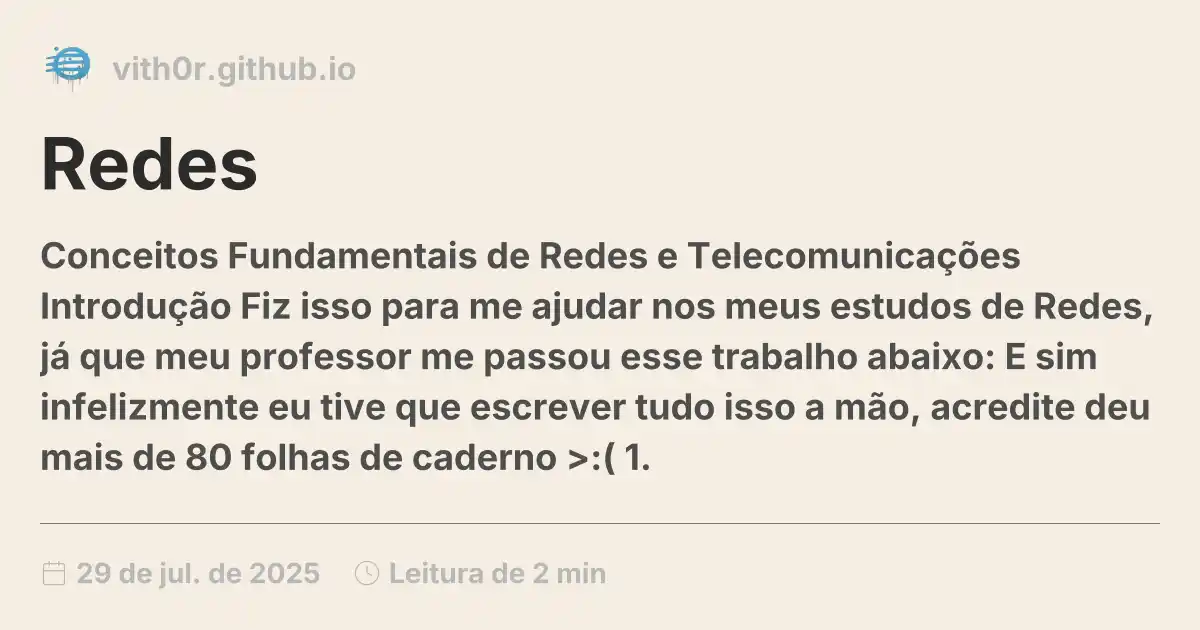 vith0r.github.io
Redes
Conceitos Fundamentais de Redes e Telecomunicações
Introdução Fiz isso para me ajudar nos meus estudos de Redes,
já que meu professor me passou esse trabalho abaixo: E sim
infelizmente eu tive que escrever tudo isso a mão, acredite deu
mais de 80 folhas de caderno >:( 1.
29 de jul. de 2025 Leitura de 2 min